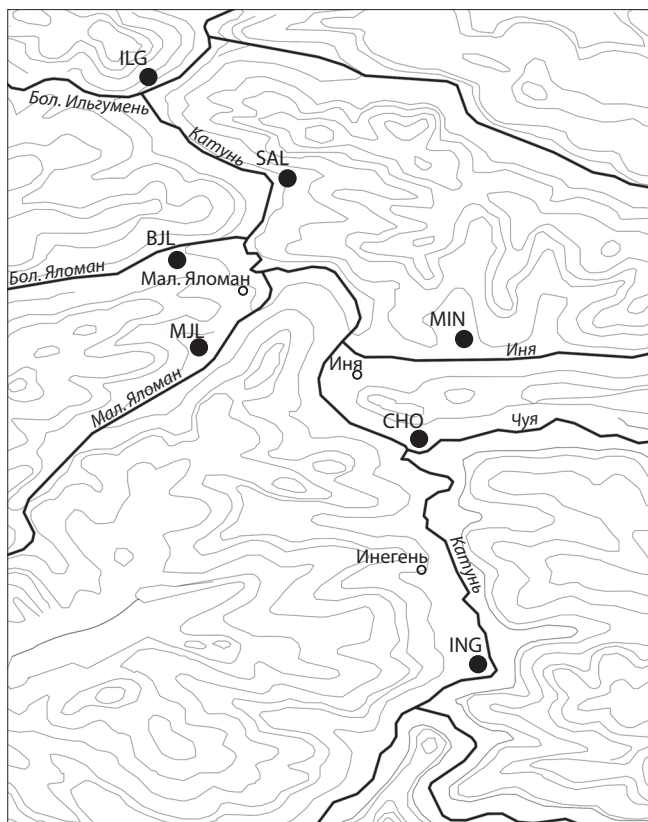 ILG
Бол. Ильгумень
Катунь
SAL
BJL
Бол. Яломан
Мал. Яломан
MIN
MJL
Иня
Иня
Мал. Яломан
CHO
Чуя
Инегень
Катунь
ING